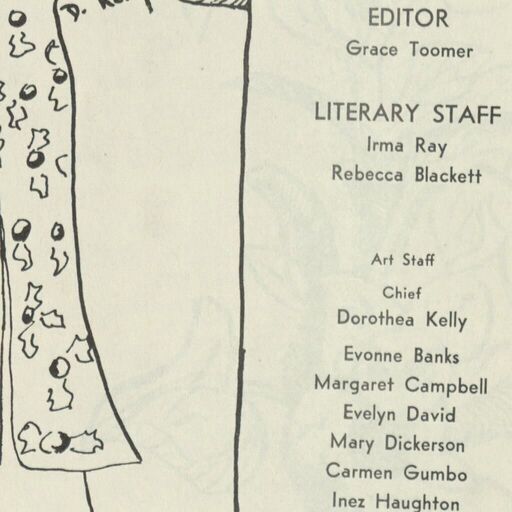 D.
EDITOR
Grace Toomer
LITERARY STAFF
Irma Ray
Rebecca Blackett
Art Staff
Chief
Dorothea Kelly
Evonne Banks
Margaret Campbell
Evelyn David
Mary Dickerson
Carmen Gumbo
Inez Haughton